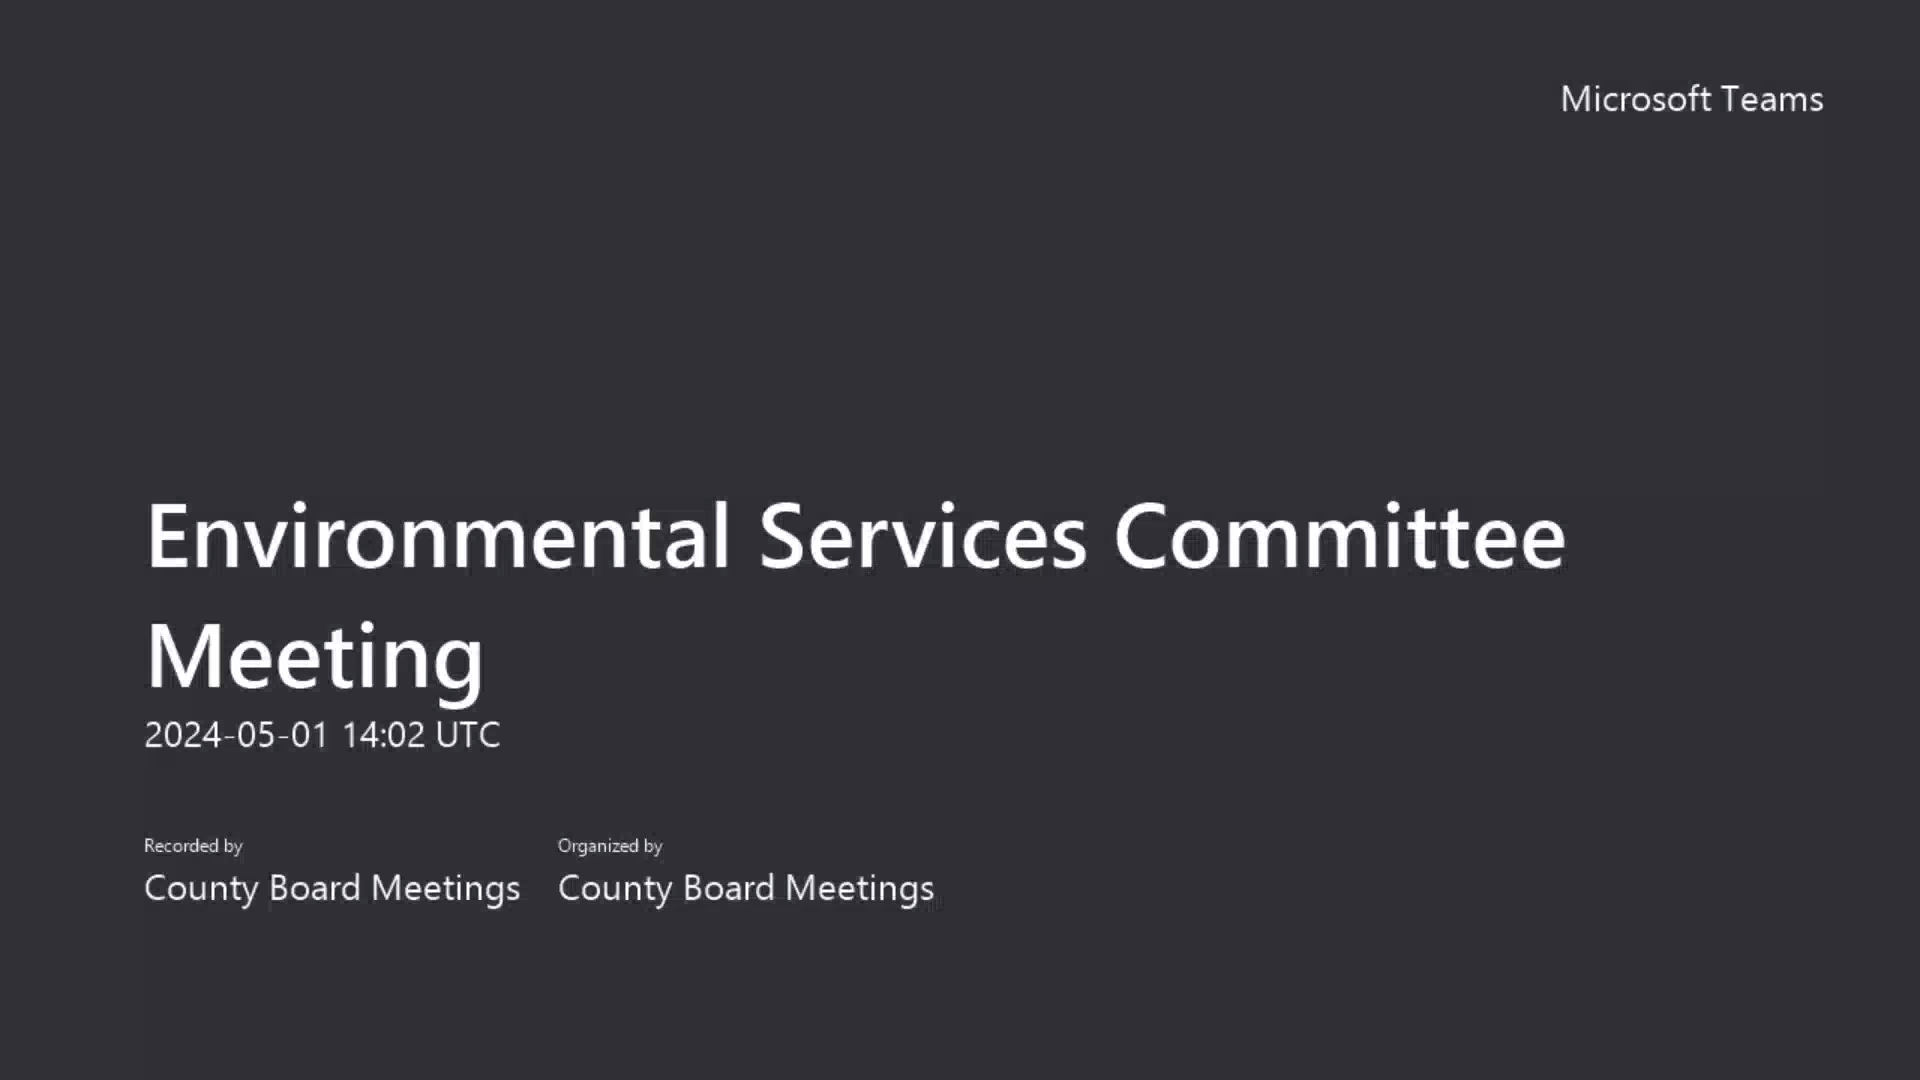 Microsoft Teams
Environmental Services Committee
Meeting
2024-05-01 14:02 UTC
Recorded by
County Board Meetings
Organized by
County Board Meetings